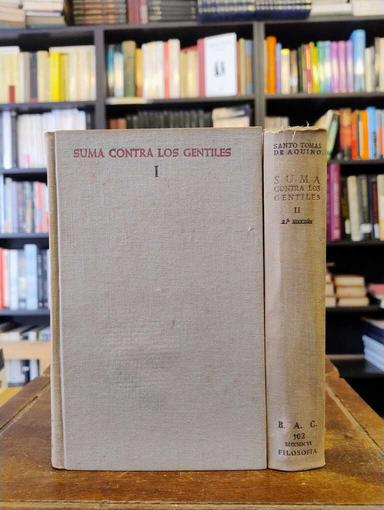 SUMA CONTRA LOS GENTILES
I
SANTO TOMAS
DE AQUINO
SUMA
CONTRA LOS
GENTILES
II
2.ª EDICIÓN
B. A. C.
102
FILOSOFIA